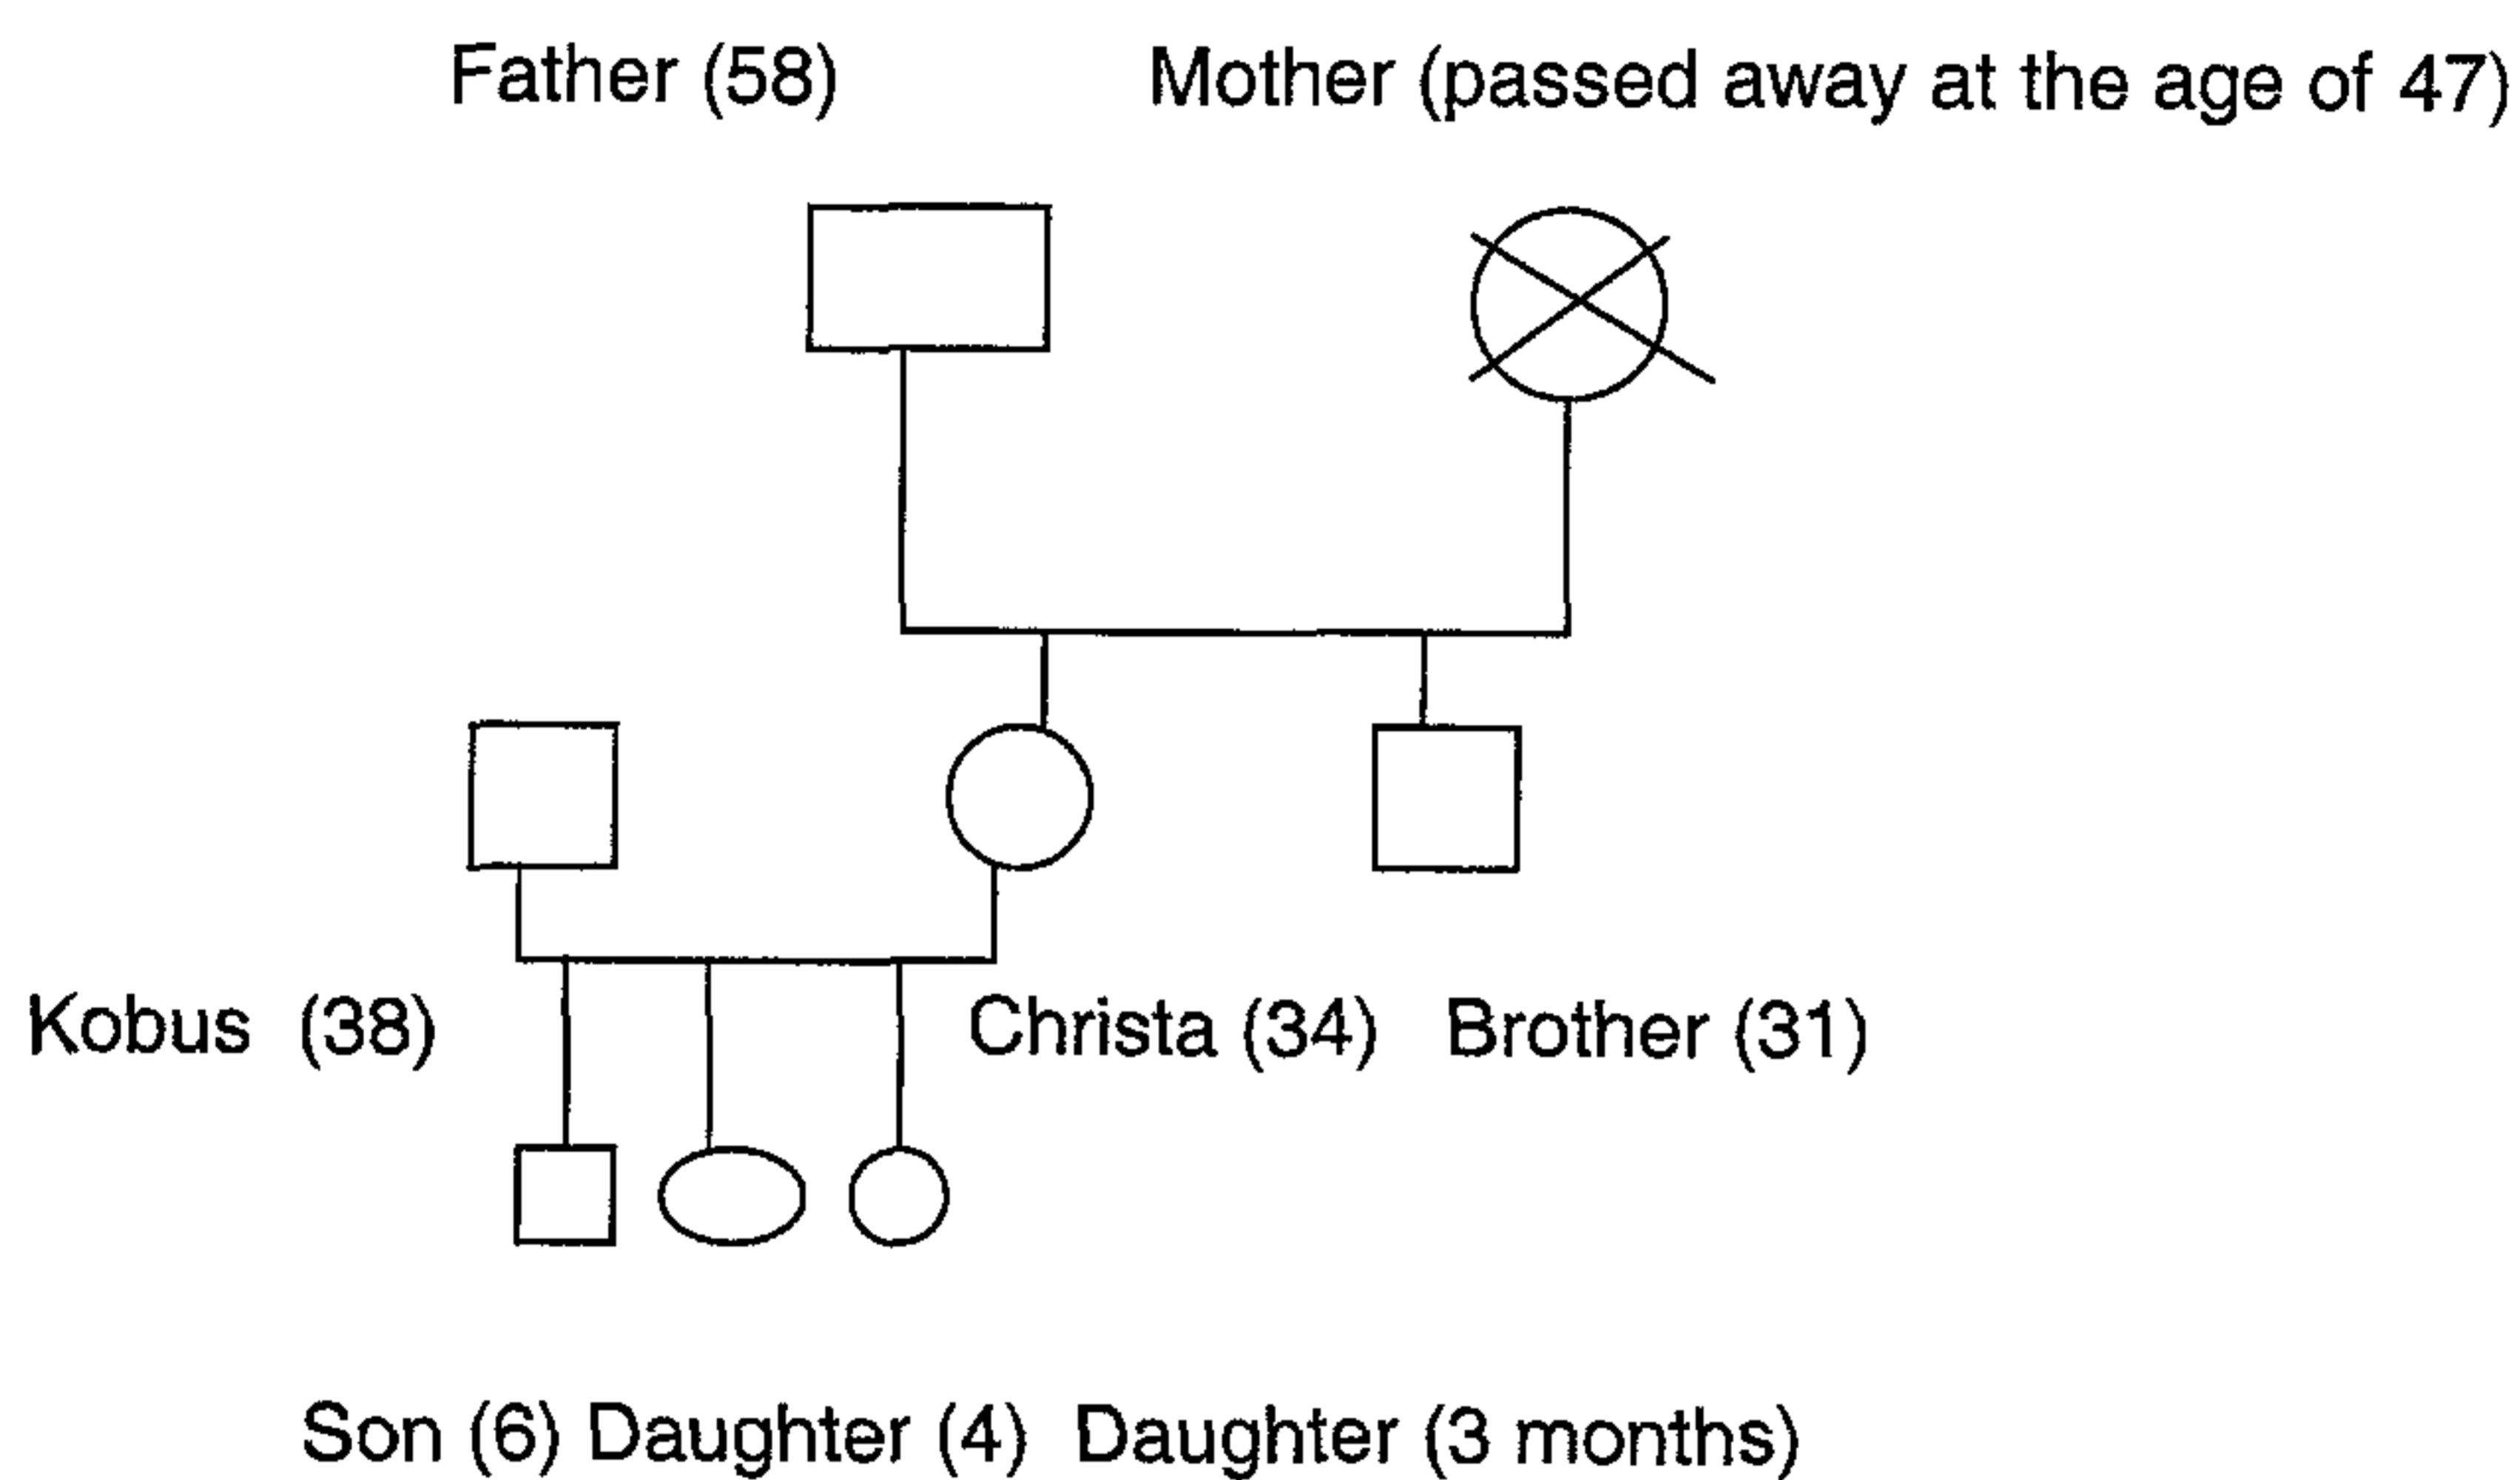 Father (58) Mother (passed away at the age of 47)
Kobus (38) Christa (34) Brother (31)
Son (6) Daughter (4) Daughter (3 months)